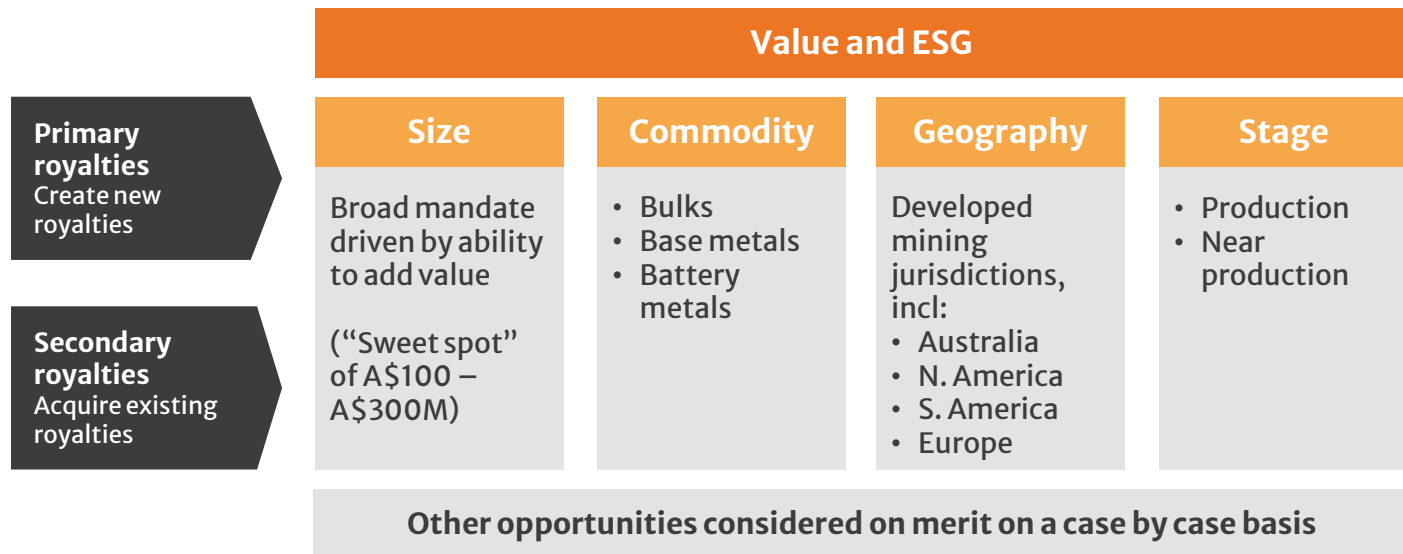 Value and ESG
Primary
royalties
Create new
royalties
Secondary
royalties
Acquire existing
royalties
Size
Broad mandate
driven by ability
to add value
(“Sweet spot”
of A$100 –
A$300M)
Commodity
• Bulks
• Base metals
• Battery
metals
Geography
Developed
mining
jurisdictions,
incl:
• Australia
• N. America
• S. America
• Europe
Stage
• Production
• Near
production
Other opportunities considered on merit on a case by case basis